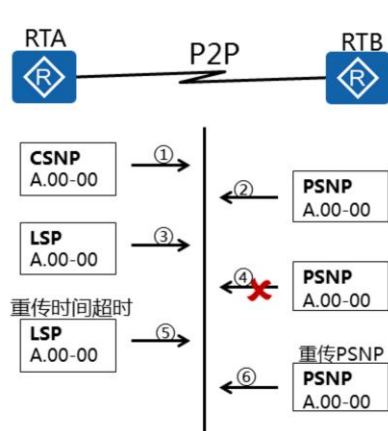 RTA
P2P
RTB
R
R
CSNP
A.00-00
①
②
PSNP
A.00-00
LSP
A.00-00
③
④
PSNP
A.00-00
重传时间超时
LSP
A.00-00
⑤
重传PSNP
⑥
PSNP
A.00-00